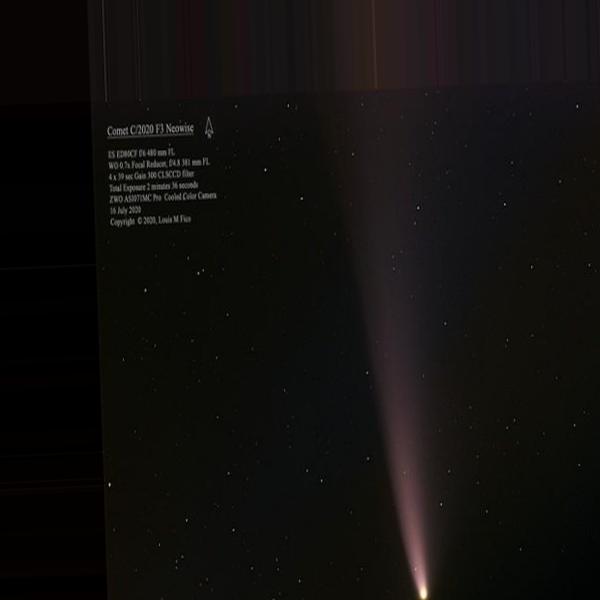 Comet C/2020 F3 Neowise
ES ED80CF f/6 480 mm FL
WO 0.7x Focal Reducer, f/4.8 381 mm FL
4 x 39 sec Gain 300 CLSCCD filter
Total Exposure 2 minutes 36 seconds
ZWO ASI071MC Pro Cooled Color Camera
16 July 2020
Copyright © 2020, Louis M Fico